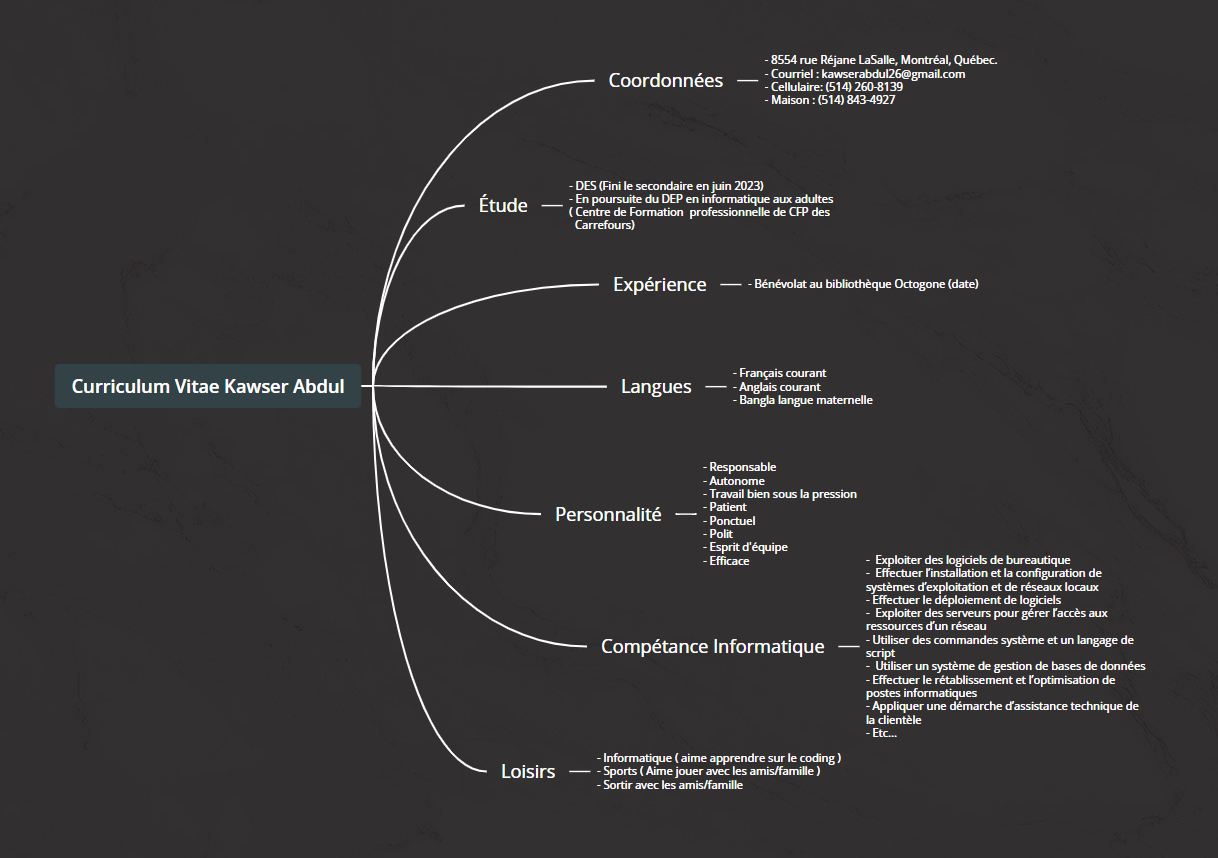 Curriculum Vitae Kawser Abdul
Coordonnées
- 8554 rue Réjane LaSalle, Montréal, Québec.
- Courriel : kawserabdul26@gmail.com
- Cellulaire: (514) 260-8139
- Maison : (514) 843-4927
Étude
- DES (Fini le secondaire en juin 2023)
- En poursuite du DEP en informatique aux adultes
( Centre de Formation professionnelle de CFP des
Carrefours)
Expérience
- Bénévolat au bibliothèque Octogone (date)
Langues
- Français courant
- Anglais courant
- Bangla langue maternelle
Personnalité
- Responsable
- Autonome
- Travail bien sous la pression
- Patient
- Ponctuel
- Polit
- Esprit d'équipe
- Efficace
Compétance Informatique
- Exploiter des logiciels de bureautique
- Effectuer l’installation et la configuration de
systèmes d’exploitation et de réseaux locaux
- Effectuer le déploiement de logiciels
- Exploiter des serveurs pour gérer l’accès aux
ressources d’un réseau
- Utiliser des commandes système et un langage de
script
- Utiliser un système de gestion de bases de données
- Effectuer le rétablissement et l’optimisation de
postes informatiques
- Appliquer une démarche d’assistance technique de
la clientèle
- Etc...
Loisirs
- Informatique ( aime apprendre sur le coding )
- Sports ( Aime jouer avec les amis/famille )
- Sortir avec les amis/famille